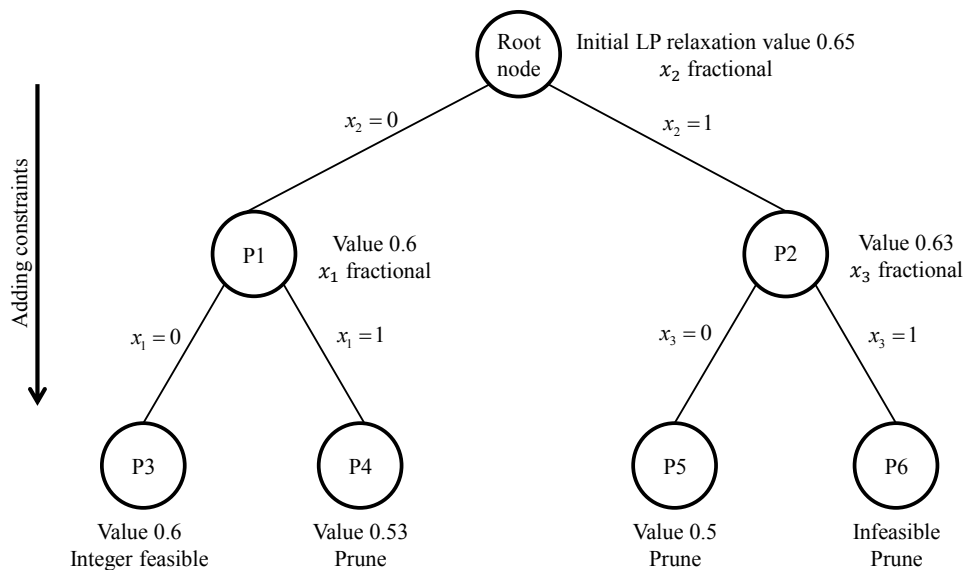 Root
node
Initial LP relaxation value 0.65
x₂ fractional
x₂ = 0
x₂ = 1
Adding constraints
P1
Value 0.6
x₁ fractional
P2
Value 0.63
x₃ fractional
x₁ = 0
x₁ = 1
x₃ = 0
x₃ = 1
P3
P4
P5
P6
Value 0.6
Integer feasible
Value 0.53
Prune
Value 0.5
Prune
Infeasible
Prune